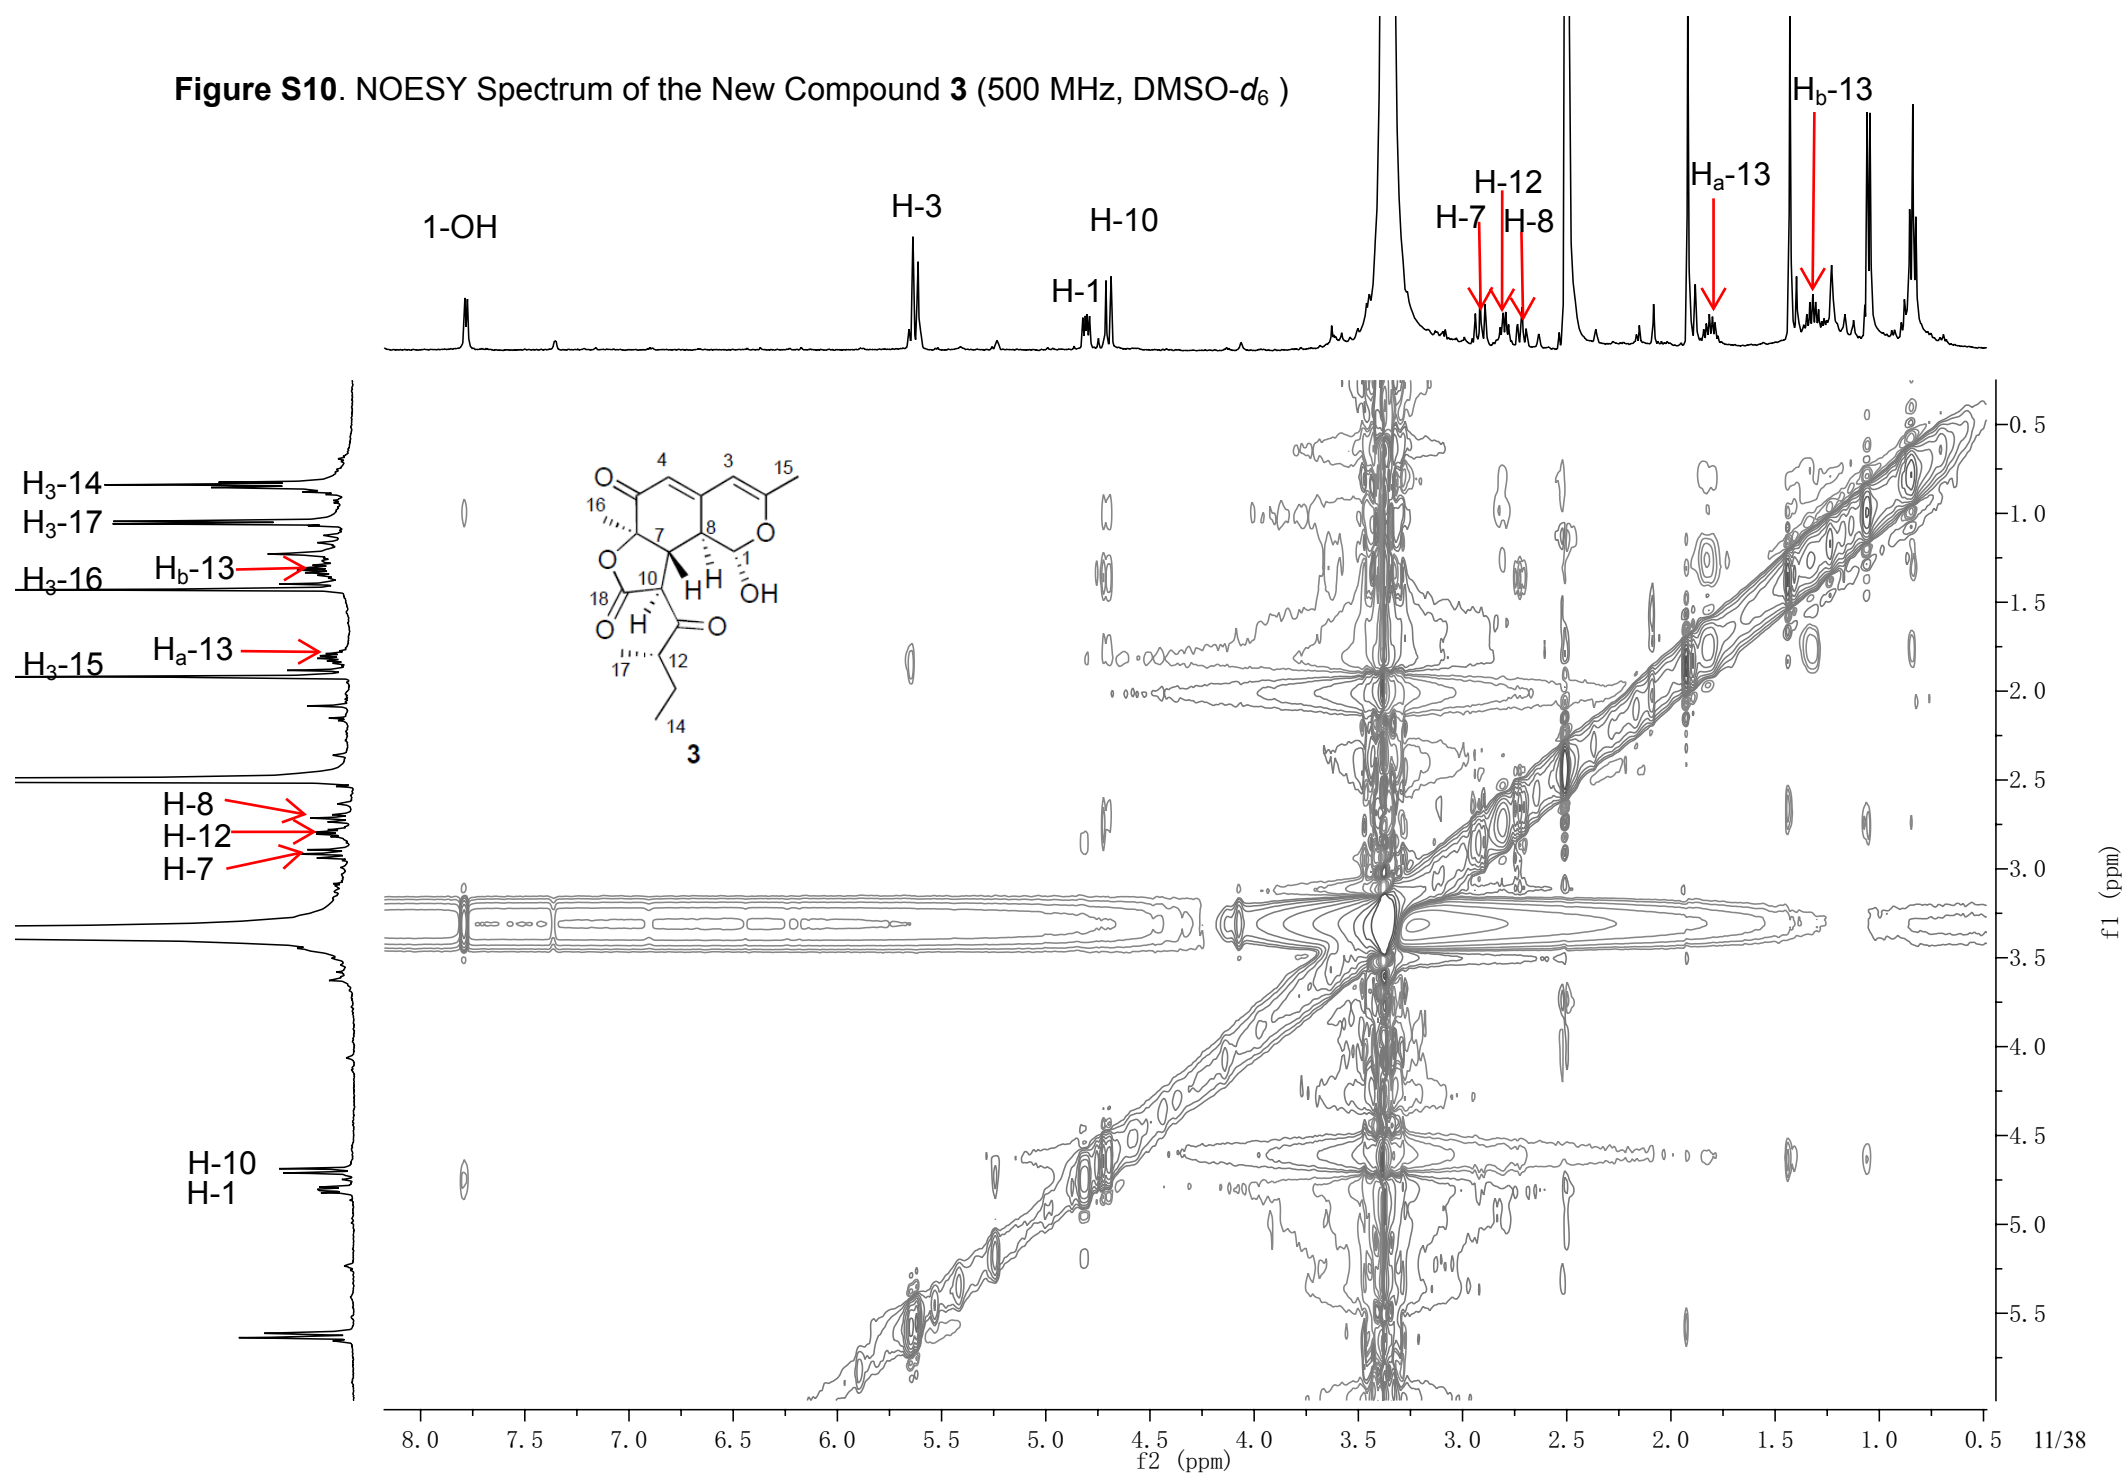 Figure S10. NOESY Spectrum of the New Compound 3 (500 MHz, DMSO-d6 )
Hb-13
Ha-13
H-12
H-7 H-8
1-OH
H-3
H-10
H-1
H3-14
H3-17
Hb-13
H3-16
Ha-13
H3-15
H-8
H-12
H-7
H-10
H-1
4
3
15
O
16
7
8
1
O
O
10
H
H
OH
18
O
H
O
17
12
14
3
0.5
1.0
1.5
2.0
2.5
3.0
3.5
4.0
4.5
5.0
5.5
f1 (ppm)
8.0 7.5 7.0 6.5 6.0 5.5 5.0 4.5 4.0 3.5 3.0 2.5 2.0 1.5 1.0 0.5
f2 (ppm)
11/38